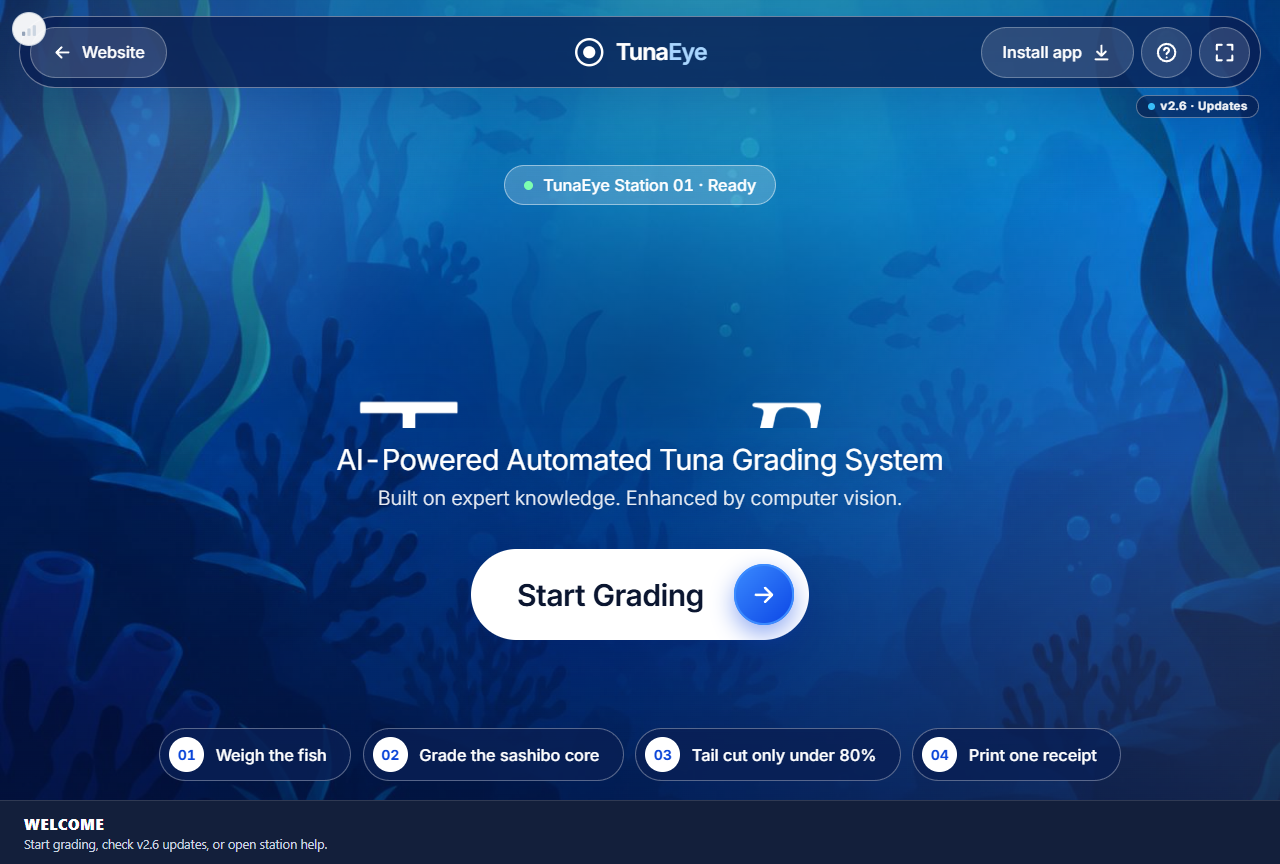 Website
TunaEye
Install app
v2.6 · Updates
TunaEye Station 01 · Ready
AI-Powered Automated Tuna Grading System
Built on expert knowledge. Enhanced by computer vision.
Start Grading
01 Weigh the fish
02 Grade the sashibo core
03 Tail cut only under 80%
04 Print one receipt
WELCOME
Start grading, check v2.6 updates, or open station help.